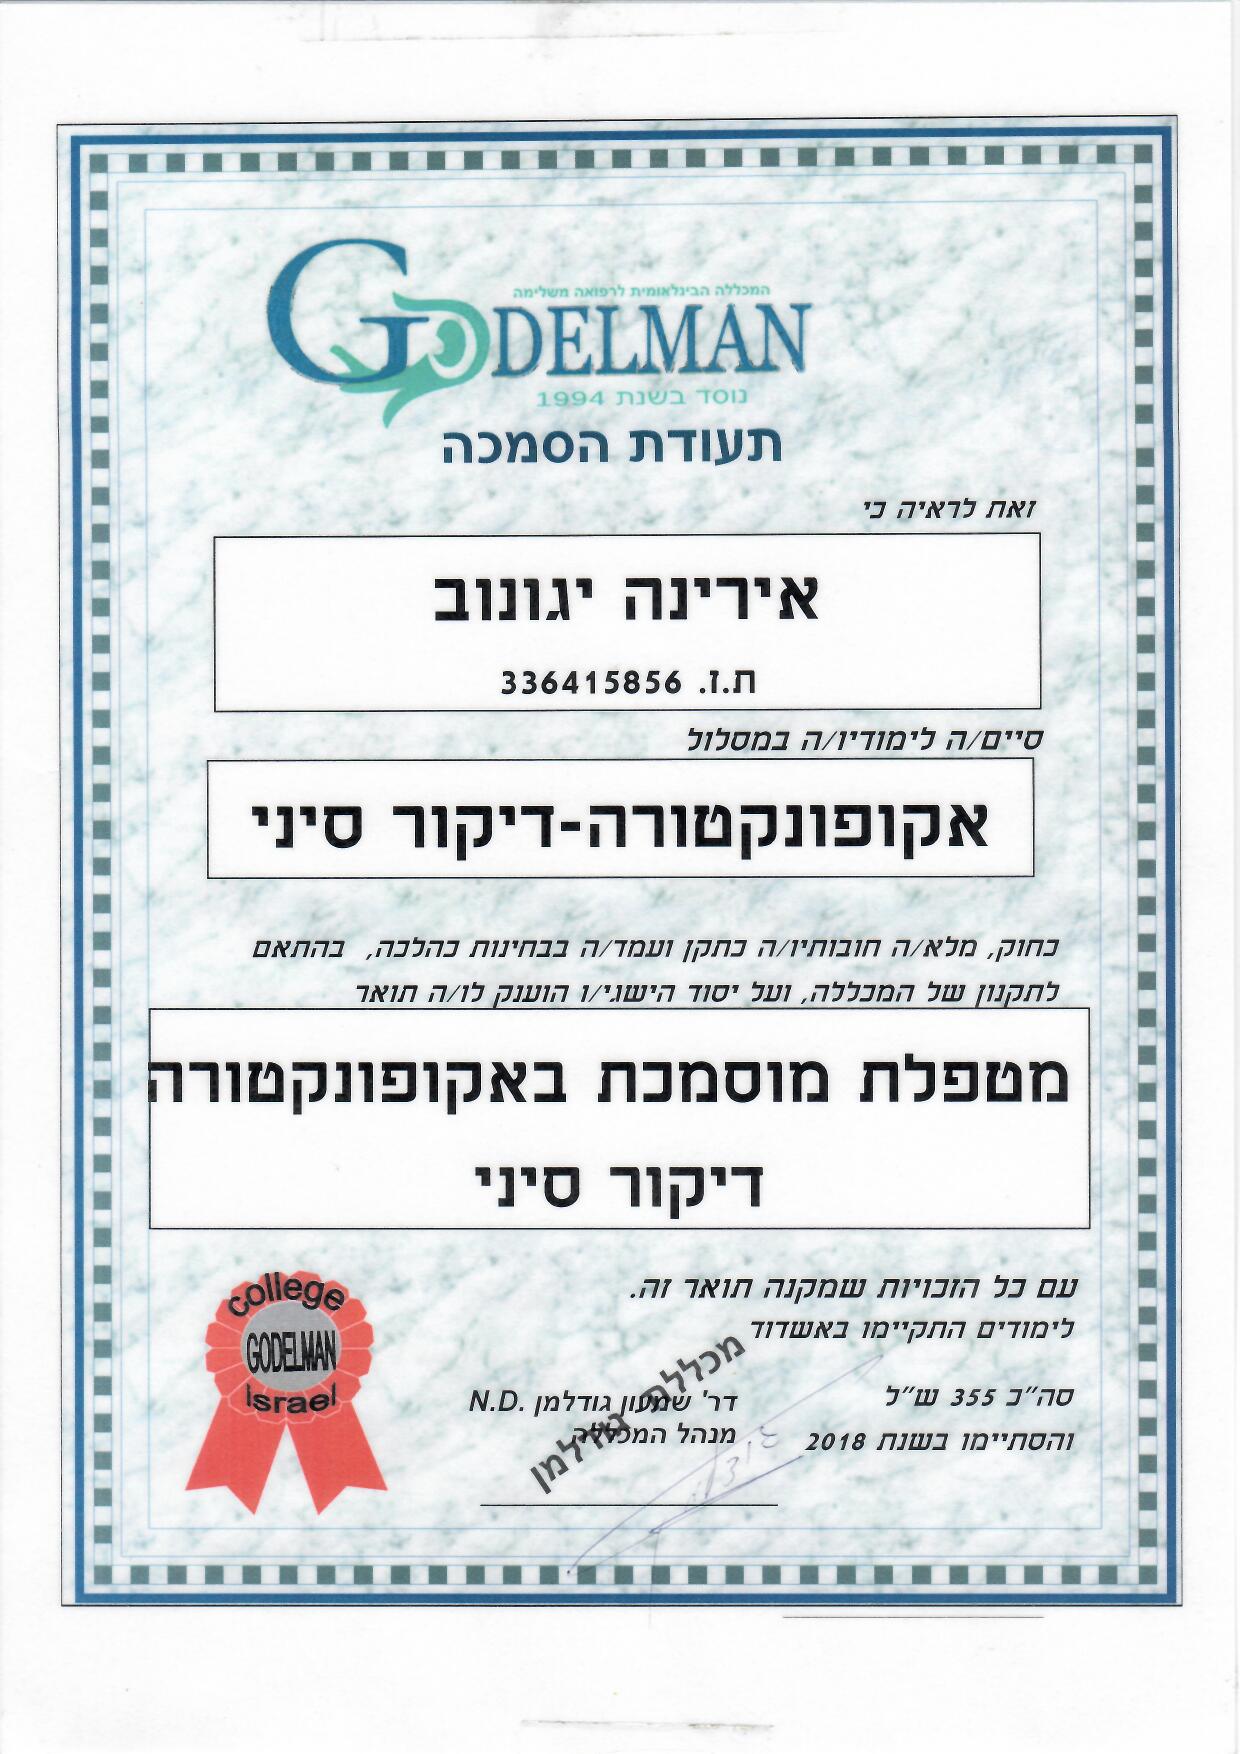 המכללה הבינלאומית לרפואה משלימה
GODELMAN
נוסד בשנת 1994
תעודת הסמכה
זאת לראיה כי
אירינה יגונוב
ת.ז. 336415856
סיים/ה לימודיו/ה במסלול
אקופונקטורה-דיקור סיני
כחוק, מלא/ה חובותיו/ה כתקן ועמד/ה בבחינות כהלכה, בהתאם
לתקנון של המכללה, ועל יסוד הישגי/ו הוענק לו/ה תואר
מטפלת מוסמכת באקופונקטורה
דיקור סיני
עם כל הזכויות שמקנה תואר זה.
לימודים התקיימו באשדוד
סה"כ 355 ש"ל
והסתיימו בשנת 2018
דר' שמעון גודלמן N.D.
מנהל המכללה
מכללת גודלמן
college
GODELMAN
israel